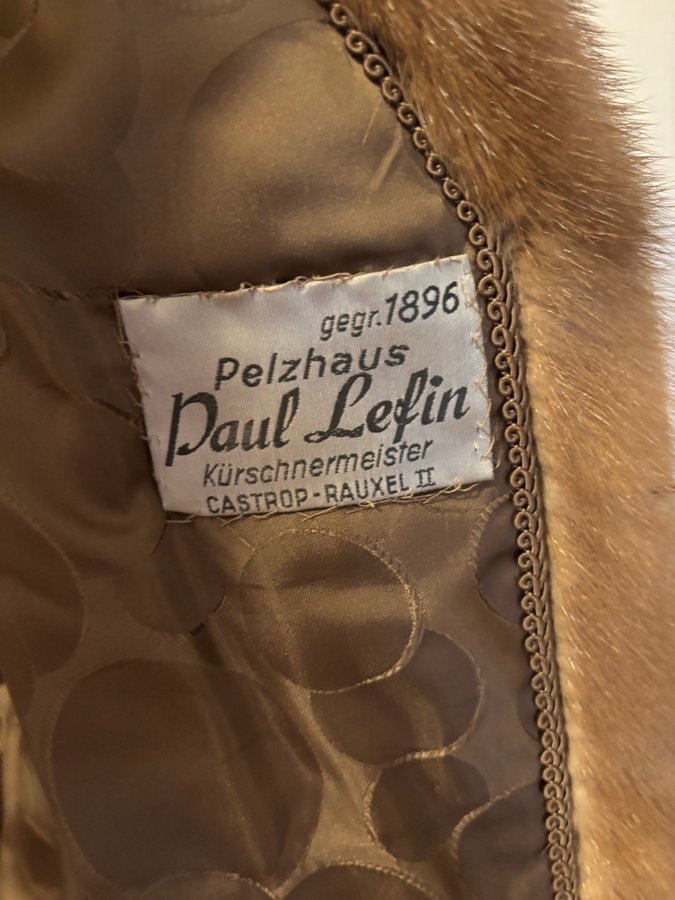 gegr. 1896
Pelzhaus
Paul Lefin
Kürschnermeister
CASTROP-RAUXEL II